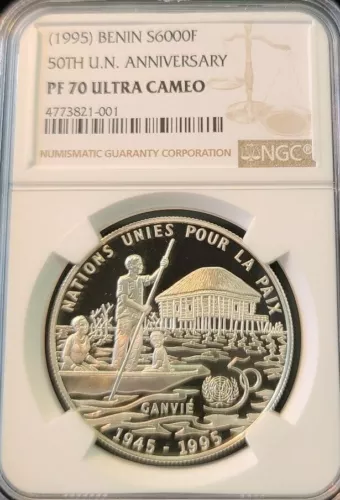 (1995) BENIN S6000F
50TH U.N. ANNIVERSARY
PF 70 ULTRA CAMEO
4773821-001
NUMISMATIC GUARANTY CORPORATION
NGC®
NATIONS UNIES POUR LA PAIX
50
GANVIÉ
1945 - 1995